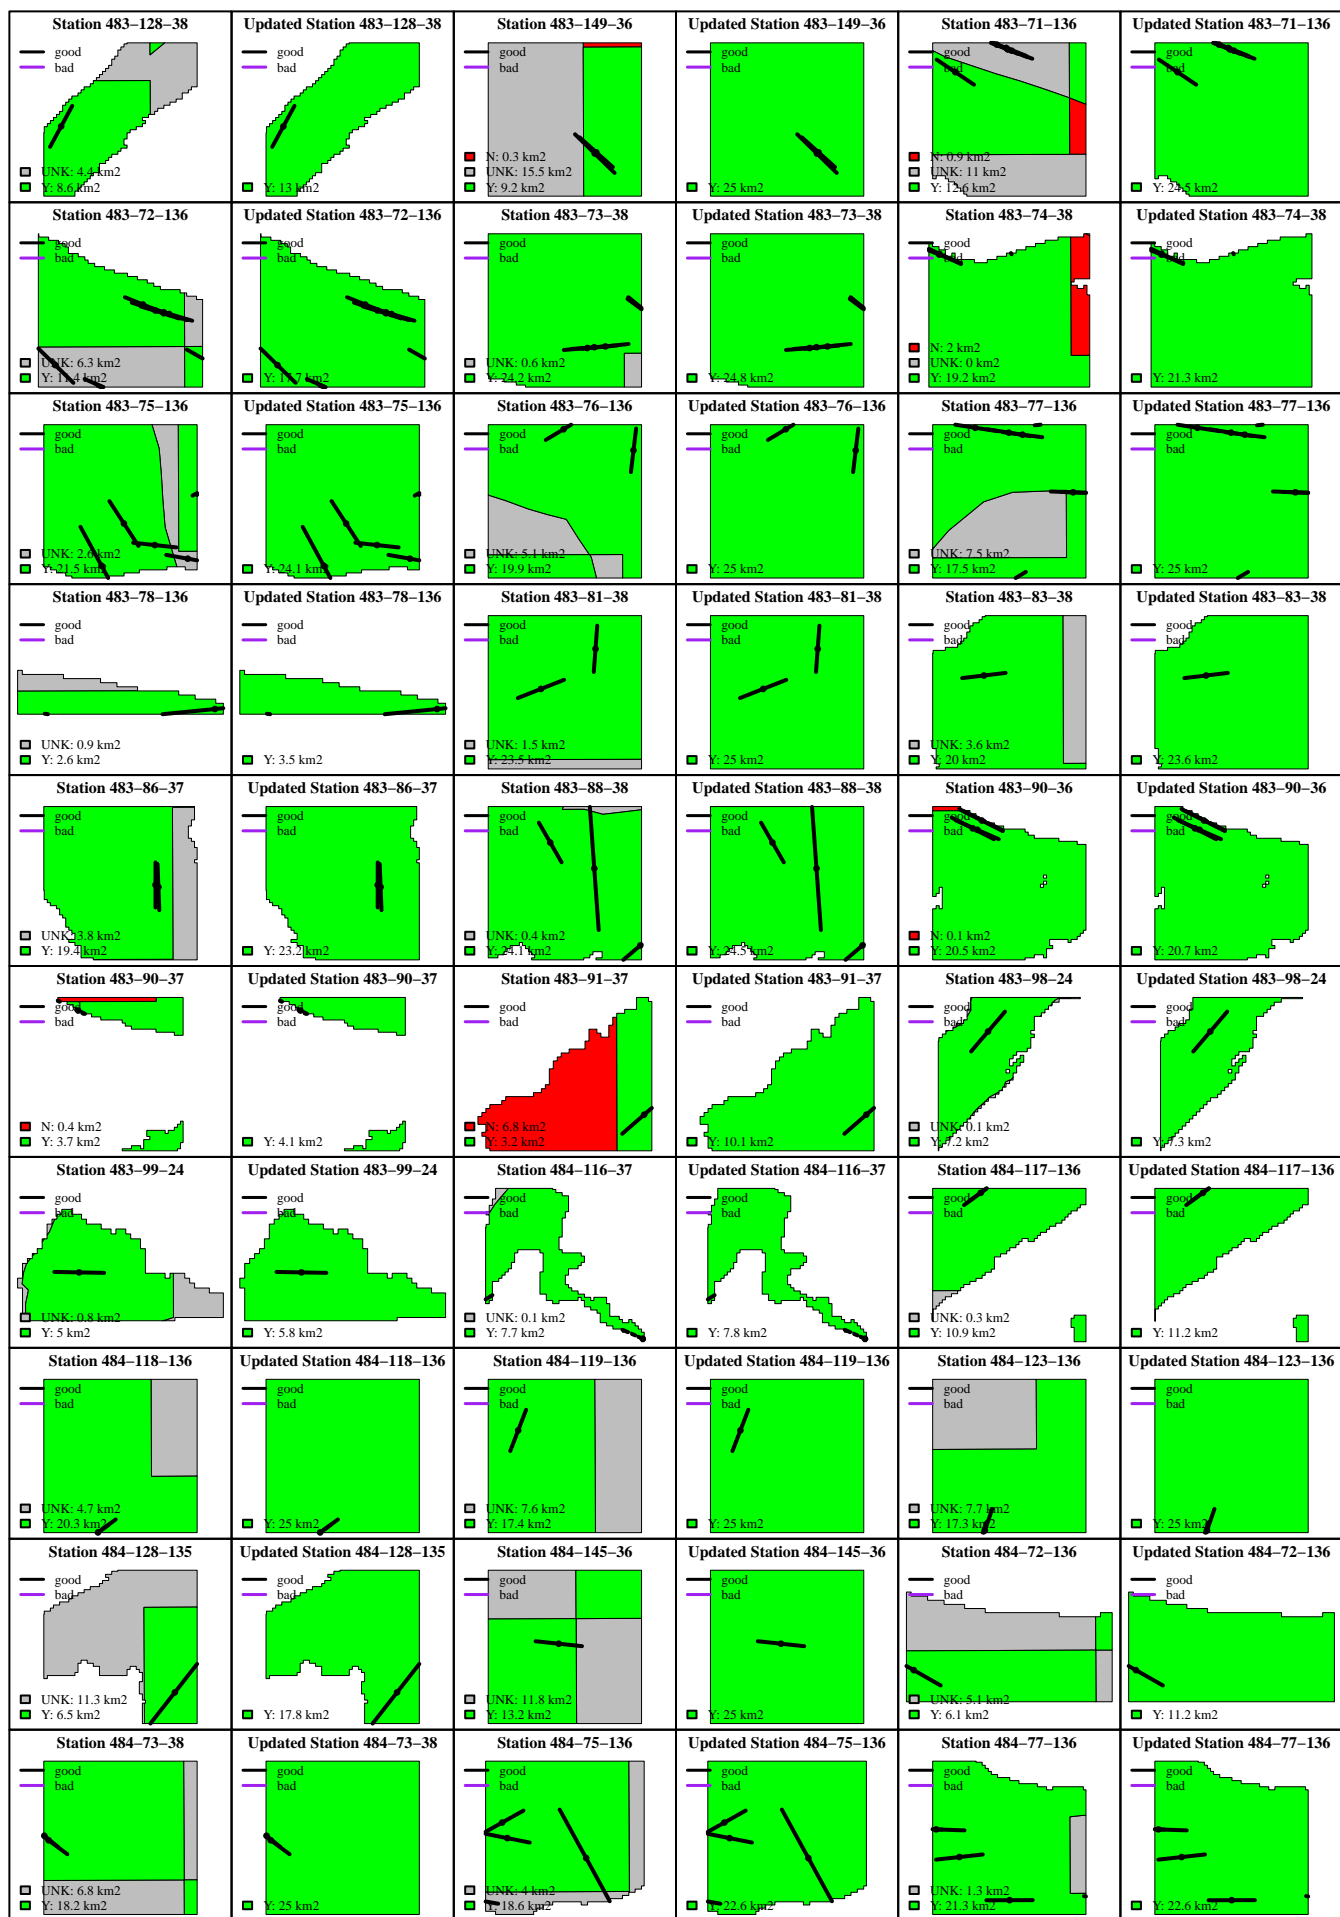 Station 483−128−38
good
bad
UNK: 4.4 km2
Y: 8.6 km2
Updated Station 483−128−38
good
bad
Y: 13 km2
Station 483−149−36
good
bad
N: 0.3 km2
UNK: 15.5 km2
Y: 9.2 km2
Updated Station 483−149−36
good
bad
Y: 25 km2
Station 483−71−136
good
bad
N: 0.9 km2
UNK: 11 km2
Y: 12.6 km2
Updated Station 483−71−136
good
bad
Y: 24.5 km2
Station 483−72−136
good
bad
UNK: 6.3 km2
Y: 11.4 km2
Updated Station 483−72−136
good
bad
Y: 17.7 km2
Station 483−73−38
good
bad
UNK: 0.6 km2
Y: 24.2 km2
Updated Station 483−73−38
good
bad
Y: 24.8 km2
Station 483−74−38
good
bad
N: 2 km2
UNK: 0 km2
Y: 19.2 km2
Updated Station 483−74−38
good
bad
Y: 21.3 km2
Station 483−75−136
good
bad
UNK: 2.6 km2
Y: 21.5 km2
Updated Station 483−75−136
good
bad
Y: 24.1 km2
Station 483−76−136
good
bad
UNK: 5.1 km2
Y: 19.9 km2
Updated Station 483−76−136
good
bad
Y: 25 km2
Station 483−77−136
good
bad
UNK: 7.5 km2
Y: 17.5 km2
Updated Station 483−77−136
good
bad
Y: 25 km2
Station 483−78−136
good
bad
UNK: 0.9 km2
Y: 2.6 km2
Updated Station 483−78−136
good
bad
Y: 3.5 km2
Station 483−81−38
good
bad
UNK: 1.5 km2
Y: 23.5 km2
Updated Station 483−81−38
good
bad
Y: 25 km2
Station 483−83−38
good
bad
UNK: 3.6 km2
Y: 20 km2
Updated Station 483−83−38
good
bad
Y: 23.6 km2
Station 483−86−37
good
bad
UNK: 3.8 km2
Y: 19.4 km2
Updated Station 483−86−37
good
bad
Y: 23.2 km2
Station 483−88−38
good
bad
UNK: 0.4 km2
Y: 24.1 km2
Updated Station 483−88−38
good
bad
Y: 24.5 km2
Station 483−90−36
good
bad
N: 0.1 km2
Y: 20.5 km2
Updated Station 483−90−36
good
bad
Y: 20.7 km2
Station 483−90−37
good
bad
N: 0.4 km2
Y: 3.7 km2
Updated Station 483−90−37
good
bad
Y: 4.1 km2
Station 483−91−37
good
bad
N: 6.8 km2
Y: 3.2 km2
Updated Station 483−91−37
good
bad
Y: 10.1 km2
Station 483−98−24
good
bad
UNK: 0.1 km2
Y: 7.2 km2
Updated Station 483−98−24
good
bad
Y: 7.3 km2
Station 483−99−24
good
bad
UNK: 0.8 km2
Y: 5 km2
Updated Station 483−99−24
good
bad
Y: 5.8 km2
Station 484−116−37
good
bad
UNK: 0.1 km2
Y: 7.7 km2
Updated Station 484−116−37
good
bad
Y: 7.8 km2
Station 484−117−136
good
bad
UNK: 0.3 km2
Y: 10.9 km2
Updated Station 484−117−136
good
bad
Y: 11.2 km2
Station 484−118−136
good
bad
UNK: 4.7 km2
Y: 20.3 km2
Updated Station 484−118−136
good
bad
Y: 25 km2
Station 484−119−136
good
bad
UNK: 7.6 km2
Y: 17.4 km2
Updated Station 484−119−136
good
bad
Y: 25 km2
Station 484−123−136
good
bad
UNK: 7.7 km2
Y: 17.3 km2
Updated Station 484−123−136
good
bad
Y: 25 km2
Station 484−128−135
good
bad
UNK: 11.3 km2
Y: 6.5 km2
Updated Station 484−128−135
good
bad
Y: 17.8 km2
Station 484−145−36
good
bad
UNK: 11.8 km2
Y: 13.2 km2
Updated Station 484−145−36
good
bad
Y: 25 km2
Station 484−72−136
good
bad
UNK: 5.1 km2
Y: 6.1 km2
Updated Station 484−72−136
good
bad
Y: 11.2 km2
Station 484−73−38
good
bad
UNK: 6.8 km2
Y: 18.2 km2
Updated Station 484−73−38
good
bad
Y: 25 km2
Station 484−75−136
good
bad
UNK: 4 km2
Y: 18.6 km2
Updated Station 484−75−136
good
bad
Y: 22.6 km2
Station 484−77−136
good
bad
UNK: 1.3 km2
Y: 21.3 km2
Updated Station 484−77−136
good
bad
Y: 22.6 km2